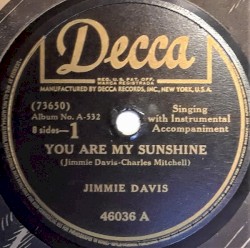 Decca
REG. U.S. PAT. OFF.
MARCA REGISTRADA
MANUFACTURED BY DECCA RECORDS, INC., NEW YORK, U.S.A.
(73650)
Album No. A-532
8 sides-1
Singing
with Instrumental
Accompaniment
YOU ARE MY SUNSHINE
(Jimmie Davis-Charles Mitchell)
JIMMIE DAVIS
46036 A